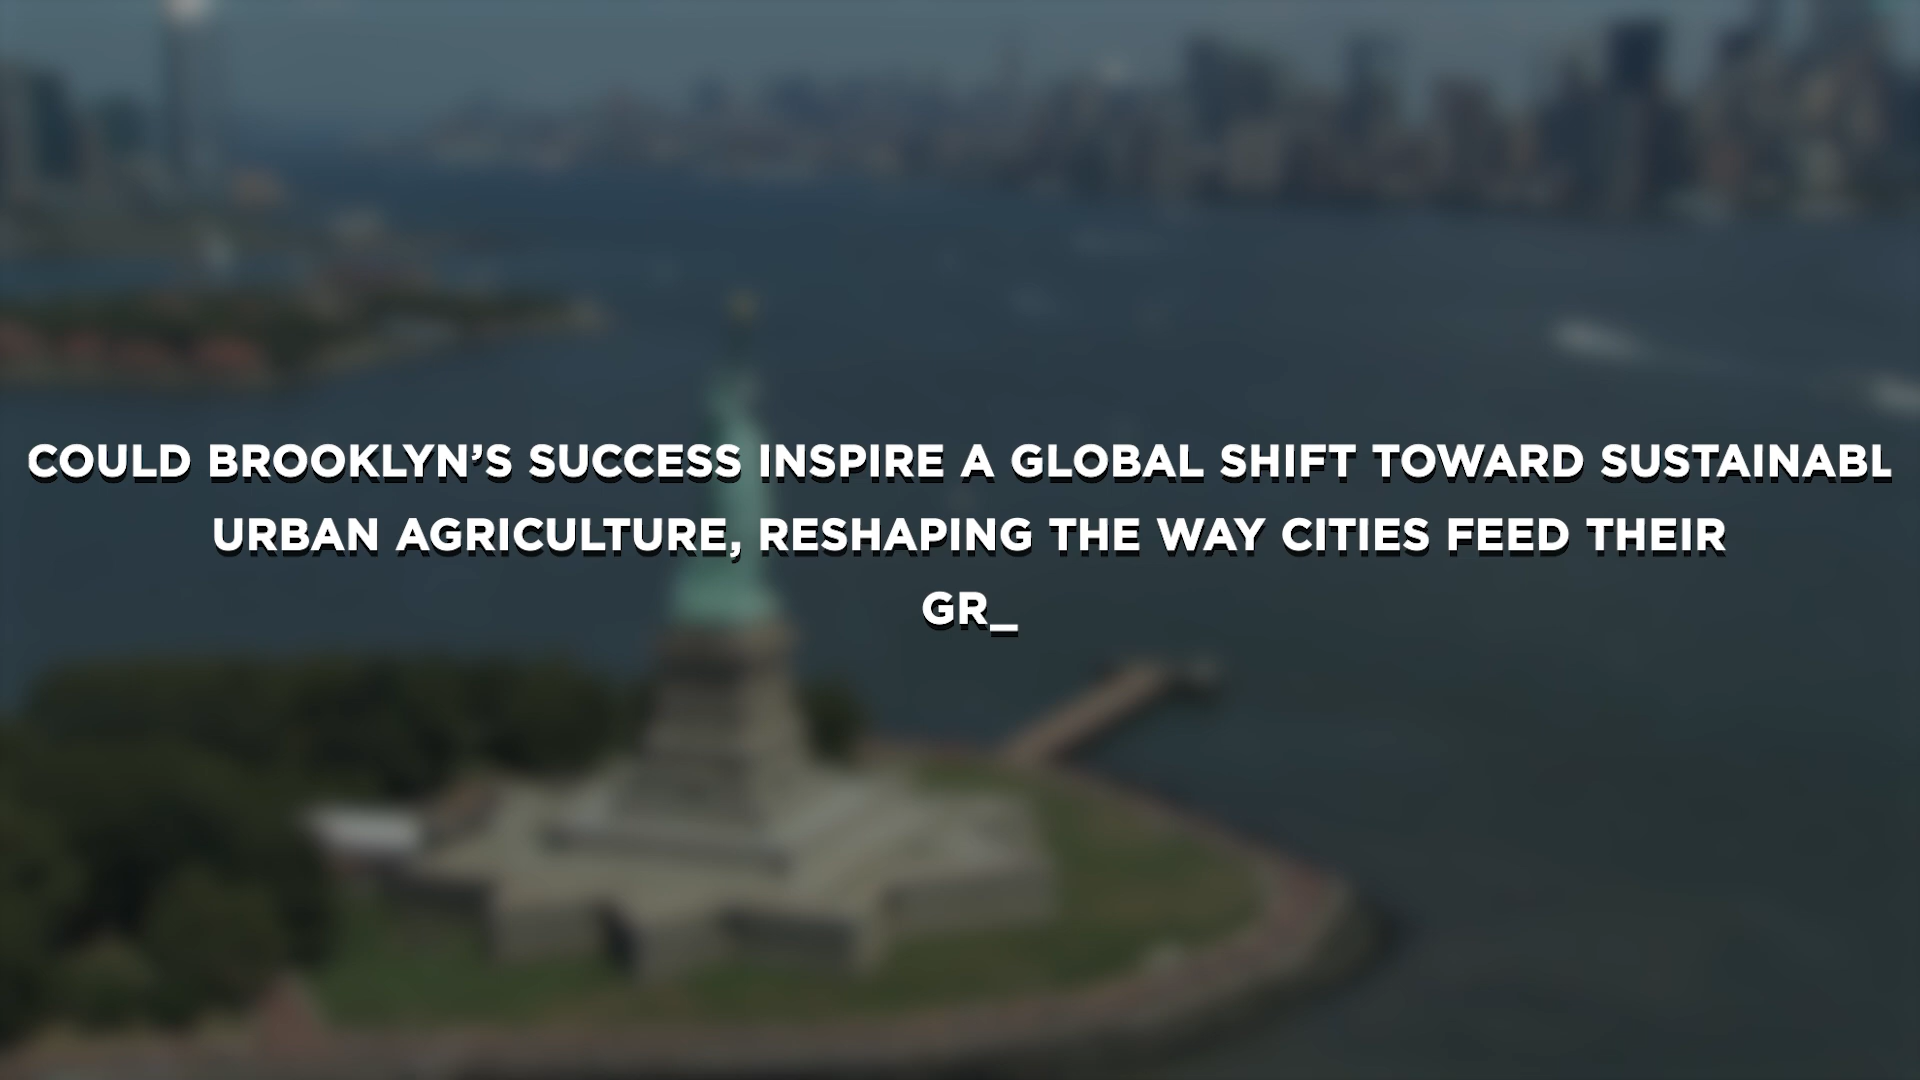 COULD BROOKLYN’S SUCCESS INSPIRE A GLOBAL SHIFT TOWARD SUSTAINABL
URBAN AGRICULTURE, RESHAPING THE WAY CITIES FEED THEIR
GR_